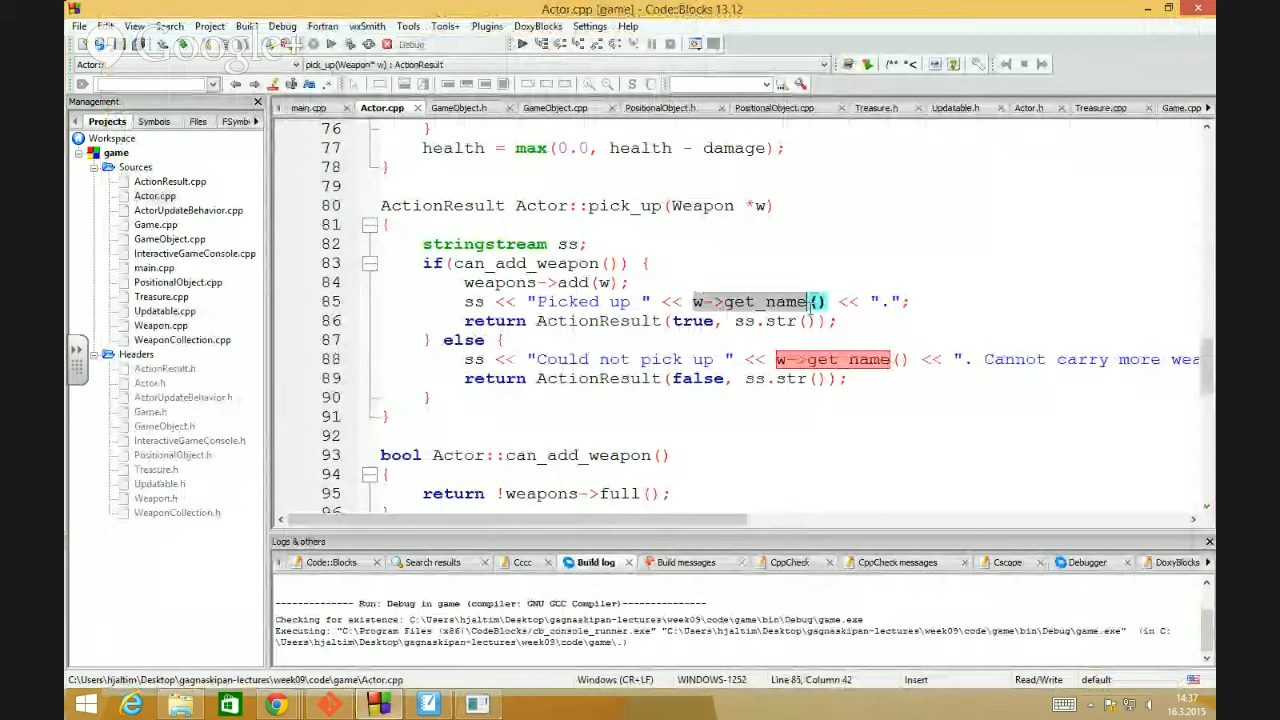 Actor.cpp [game] - Code::Blocks 13.12
File Edit View Search Project Build Debug Fortran wxSmith Tools Tools+ Plugins DoxyBlocks Settings Help
Google+
Debug
Actor:: pick_up(Weapon* w) : ActionResult
/** *<
Management
main.cpp Actor.cpp GameObject.h GameObject.cpp PositionalObject.h PositionalObject.cpp Treasure.h Updatable.h Actor.h Treasure.cpp Game.cpp
Projects Symbols Files FSymbo
Workspace
game
Sources
ActionResult.cpp
Actor.cpp
ActorUpdateBehavior.cpp
Game.cpp
GameObject.cpp
InteractiveGameConsole.cpp
main.cpp
PositionalObject.cpp
Treasure.cpp
Updatable.cpp
Weapon.cpp
WeaponCollection.cpp
Headers
ActionResult.h
Actor.h
ActorUpdateBehavior.h
Game.h
GameObject.h
InteractiveGameConsole.h
PositionalObject.h
Treasure.h
Updatable.h
Weapon.h
WeaponCollection.h
76 }
77 health = max(0.0, health - damage);
78 }
79
80 ActionResult Actor::pick_up(Weapon *w)
81 {
82 stringstream ss;
83 if(can_add_weapon()) {
84 weapons->add(w);
85 ss << "Picked up " << w->get_name() << ".";
86 return ActionResult(true, ss.str());
87 } else {
88 ss << "Could not pick up " << w->get_name() << ". Cannot carry more wea
89 return ActionResult(false, ss.str());
90 }
91 }
92
93 bool Actor::can_add_weapon()
94 {
95 return !weapons->full();
96 }
Logs & others
Code::Blocks Search results Cccc Build log Build messages CppCheck CppCheck messages Cscope Debugger DoxyBlocks
-------------- Run: Debug in game (compiler: GNU GCC Compiler)---------------
Checking for existence: C:\Users\hjaltim\Desktop\gagnaskipan-lectures\week09\code\game\bin\Debug\game.exe
Executing: "C:\Program Files (x86)\CodeBlocks/cb_console_runner.exe" "C:\Users\hjaltim\Desktop\gagnaskipan-lectures\week09\code\game\bin\Debug\game.exe" (in C:
\Users\hjaltim\Desktop\gagnaskipan-lectures\week09\code\game\.)
C:\Users\hjaltim\Desktop\gagnaskipan-lectures\week09\code\game\Actor.cpp Windows (CR+LF) WINDOWS-1252 Line 85, Column 42 Insert Read/Write default
14:37
16.3.2015